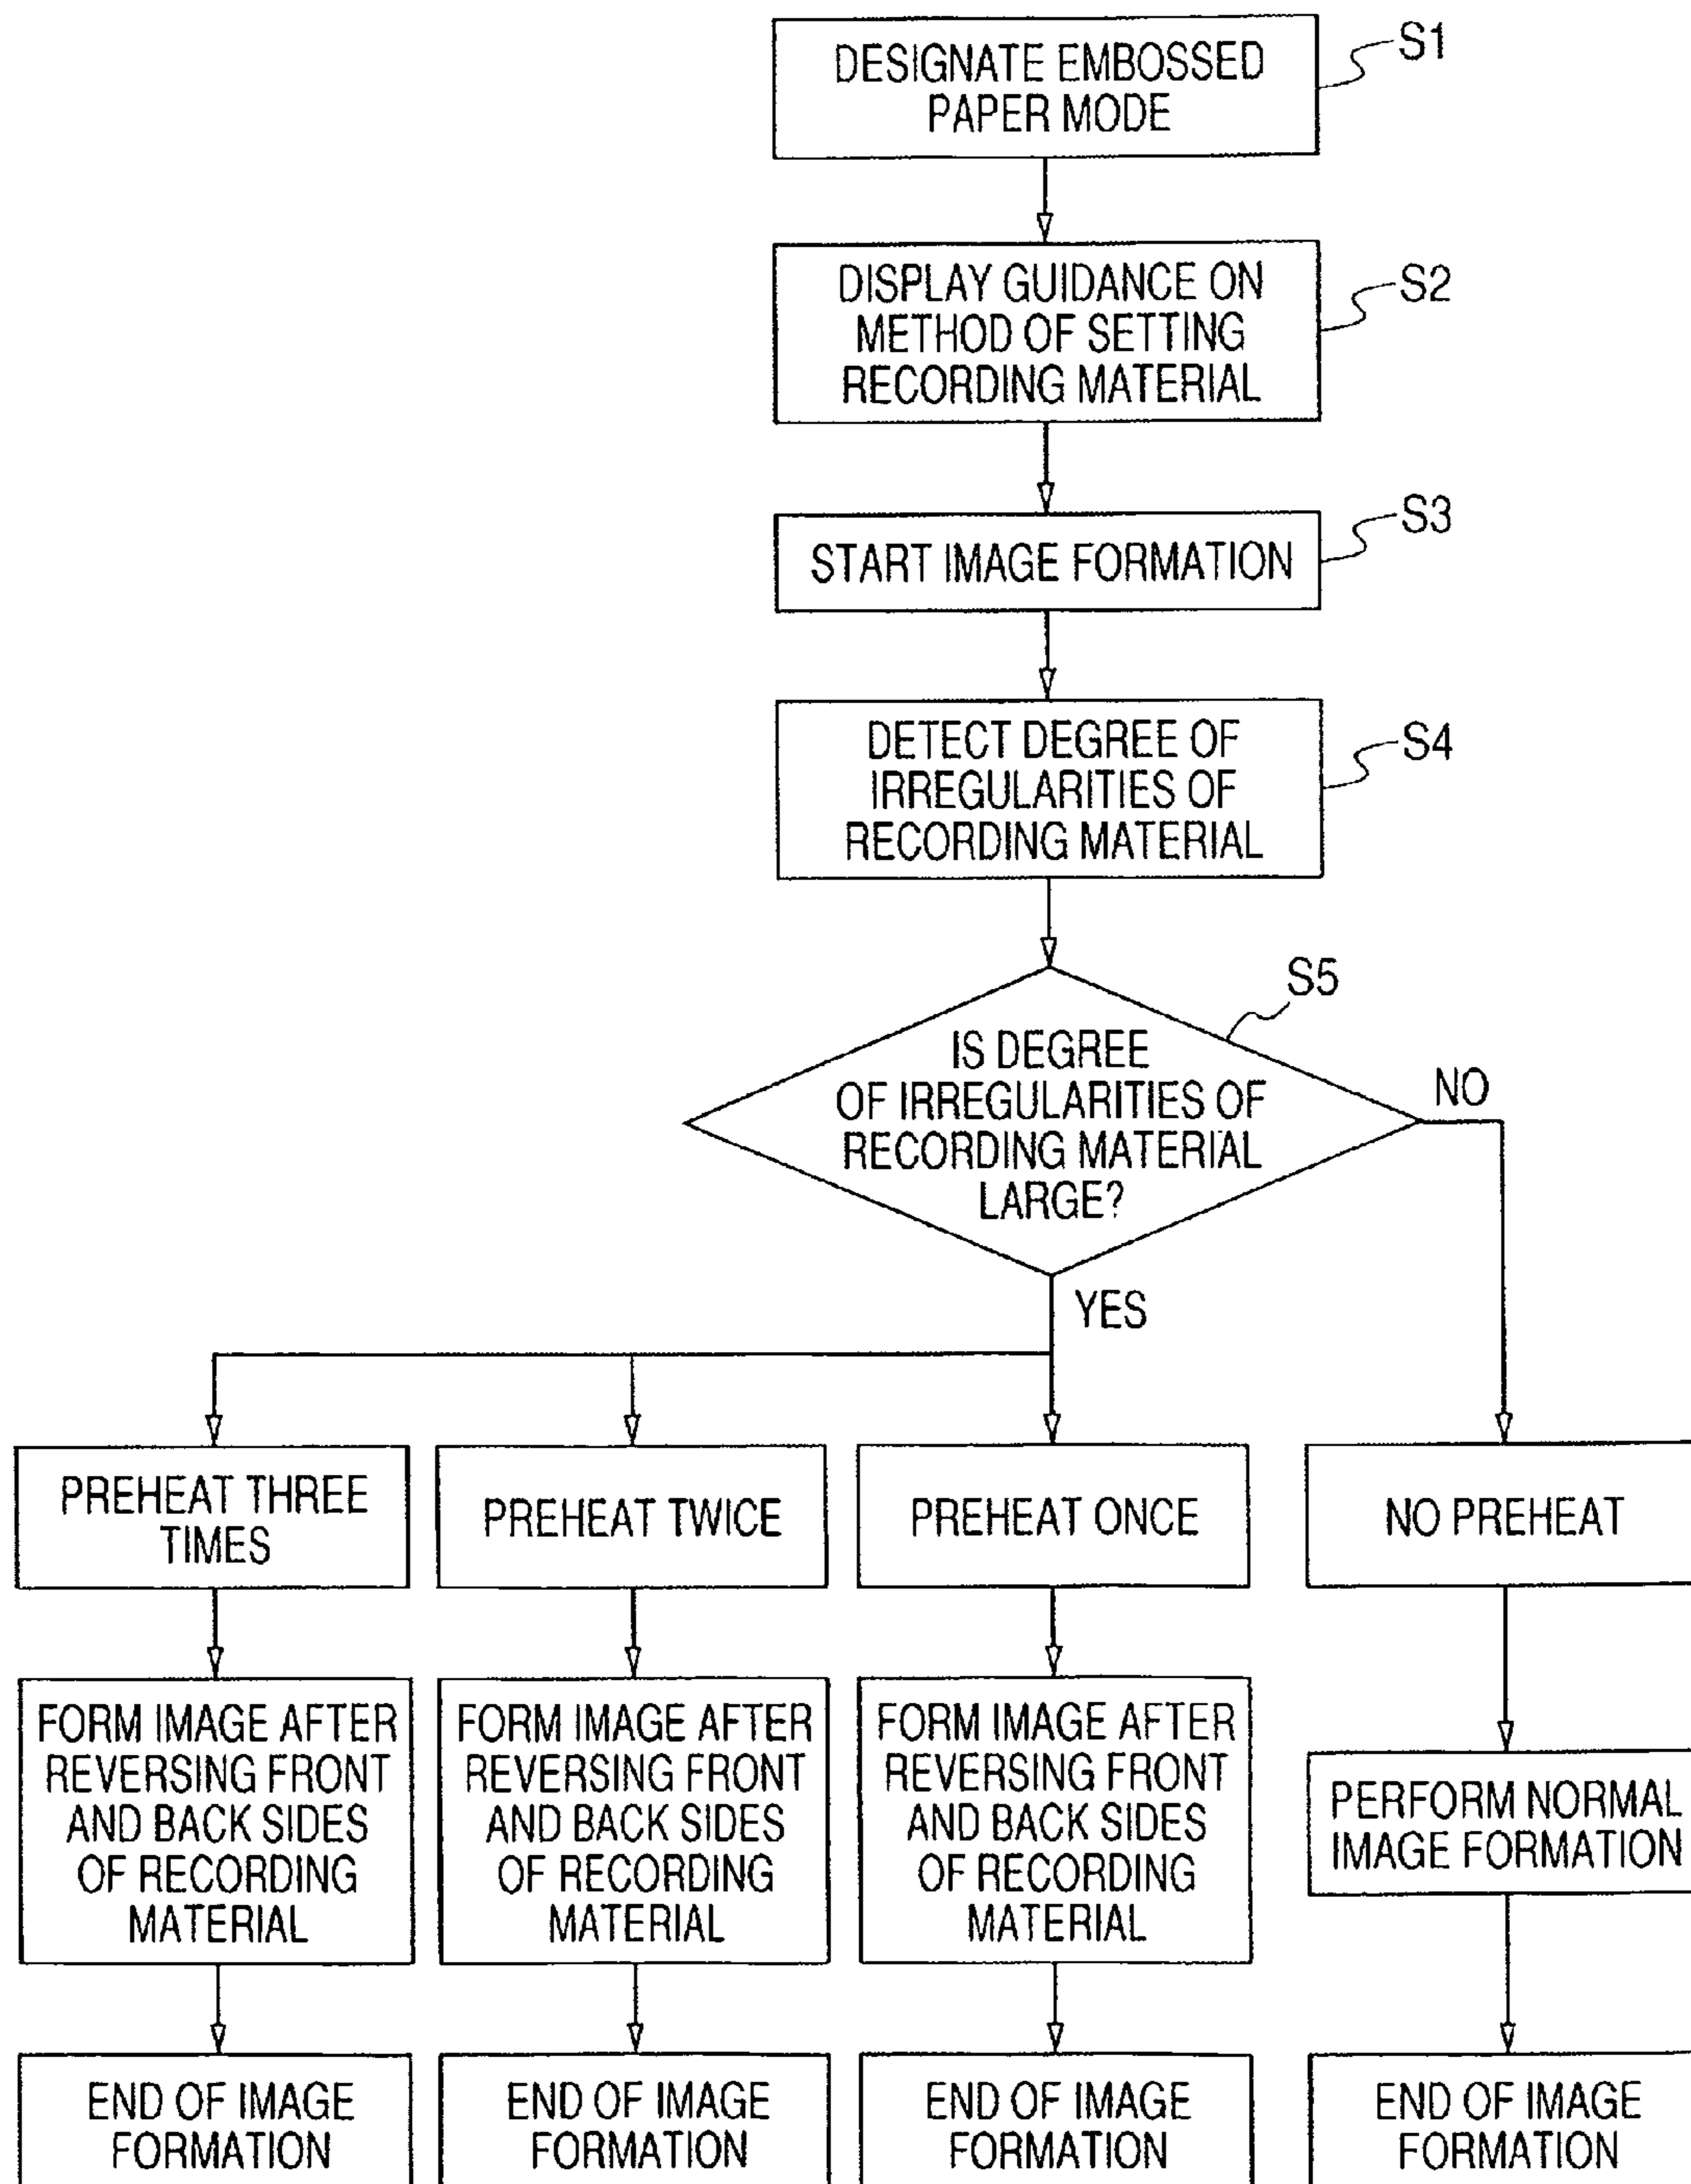 DESIGNATE EMBOSSED
PAPER MODE
S1
DISPLAY GUIDANCE ON
METHOD OF SETTING
RECORDING MATERIAL
S2
START IMAGE FORMATION
S3
DETECT DEGREE OF
IRREGULARITIES OF
RECORDING MATERIAL
S4
S5
IS DEGREE
OF IRREGULARITIES OF
RECORDING MATERIAL
LARGE?
NO
YES
PREHEAT THREE
TIMES
PREHEAT TWICE
PREHEAT ONCE
NO PREHEAT
FORM IMAGE AFTER
REVERSING FRONT
AND BACK SIDES
OF RECORDING
MATERIAL
FORM IMAGE AFTER
REVERSING FRONT
AND BACK SIDES
OF RECORDING
MATERIAL
FORM IMAGE AFTER
REVERSING FRONT
AND BACK SIDES
OF RECORDING
MATERIAL
PERFORM NORMAL
IMAGE FORMATION
END OF IMAGE
FORMATION
END OF IMAGE
FORMATION
END OF IMAGE
FORMATION
END OF IMAGE
FORMATION